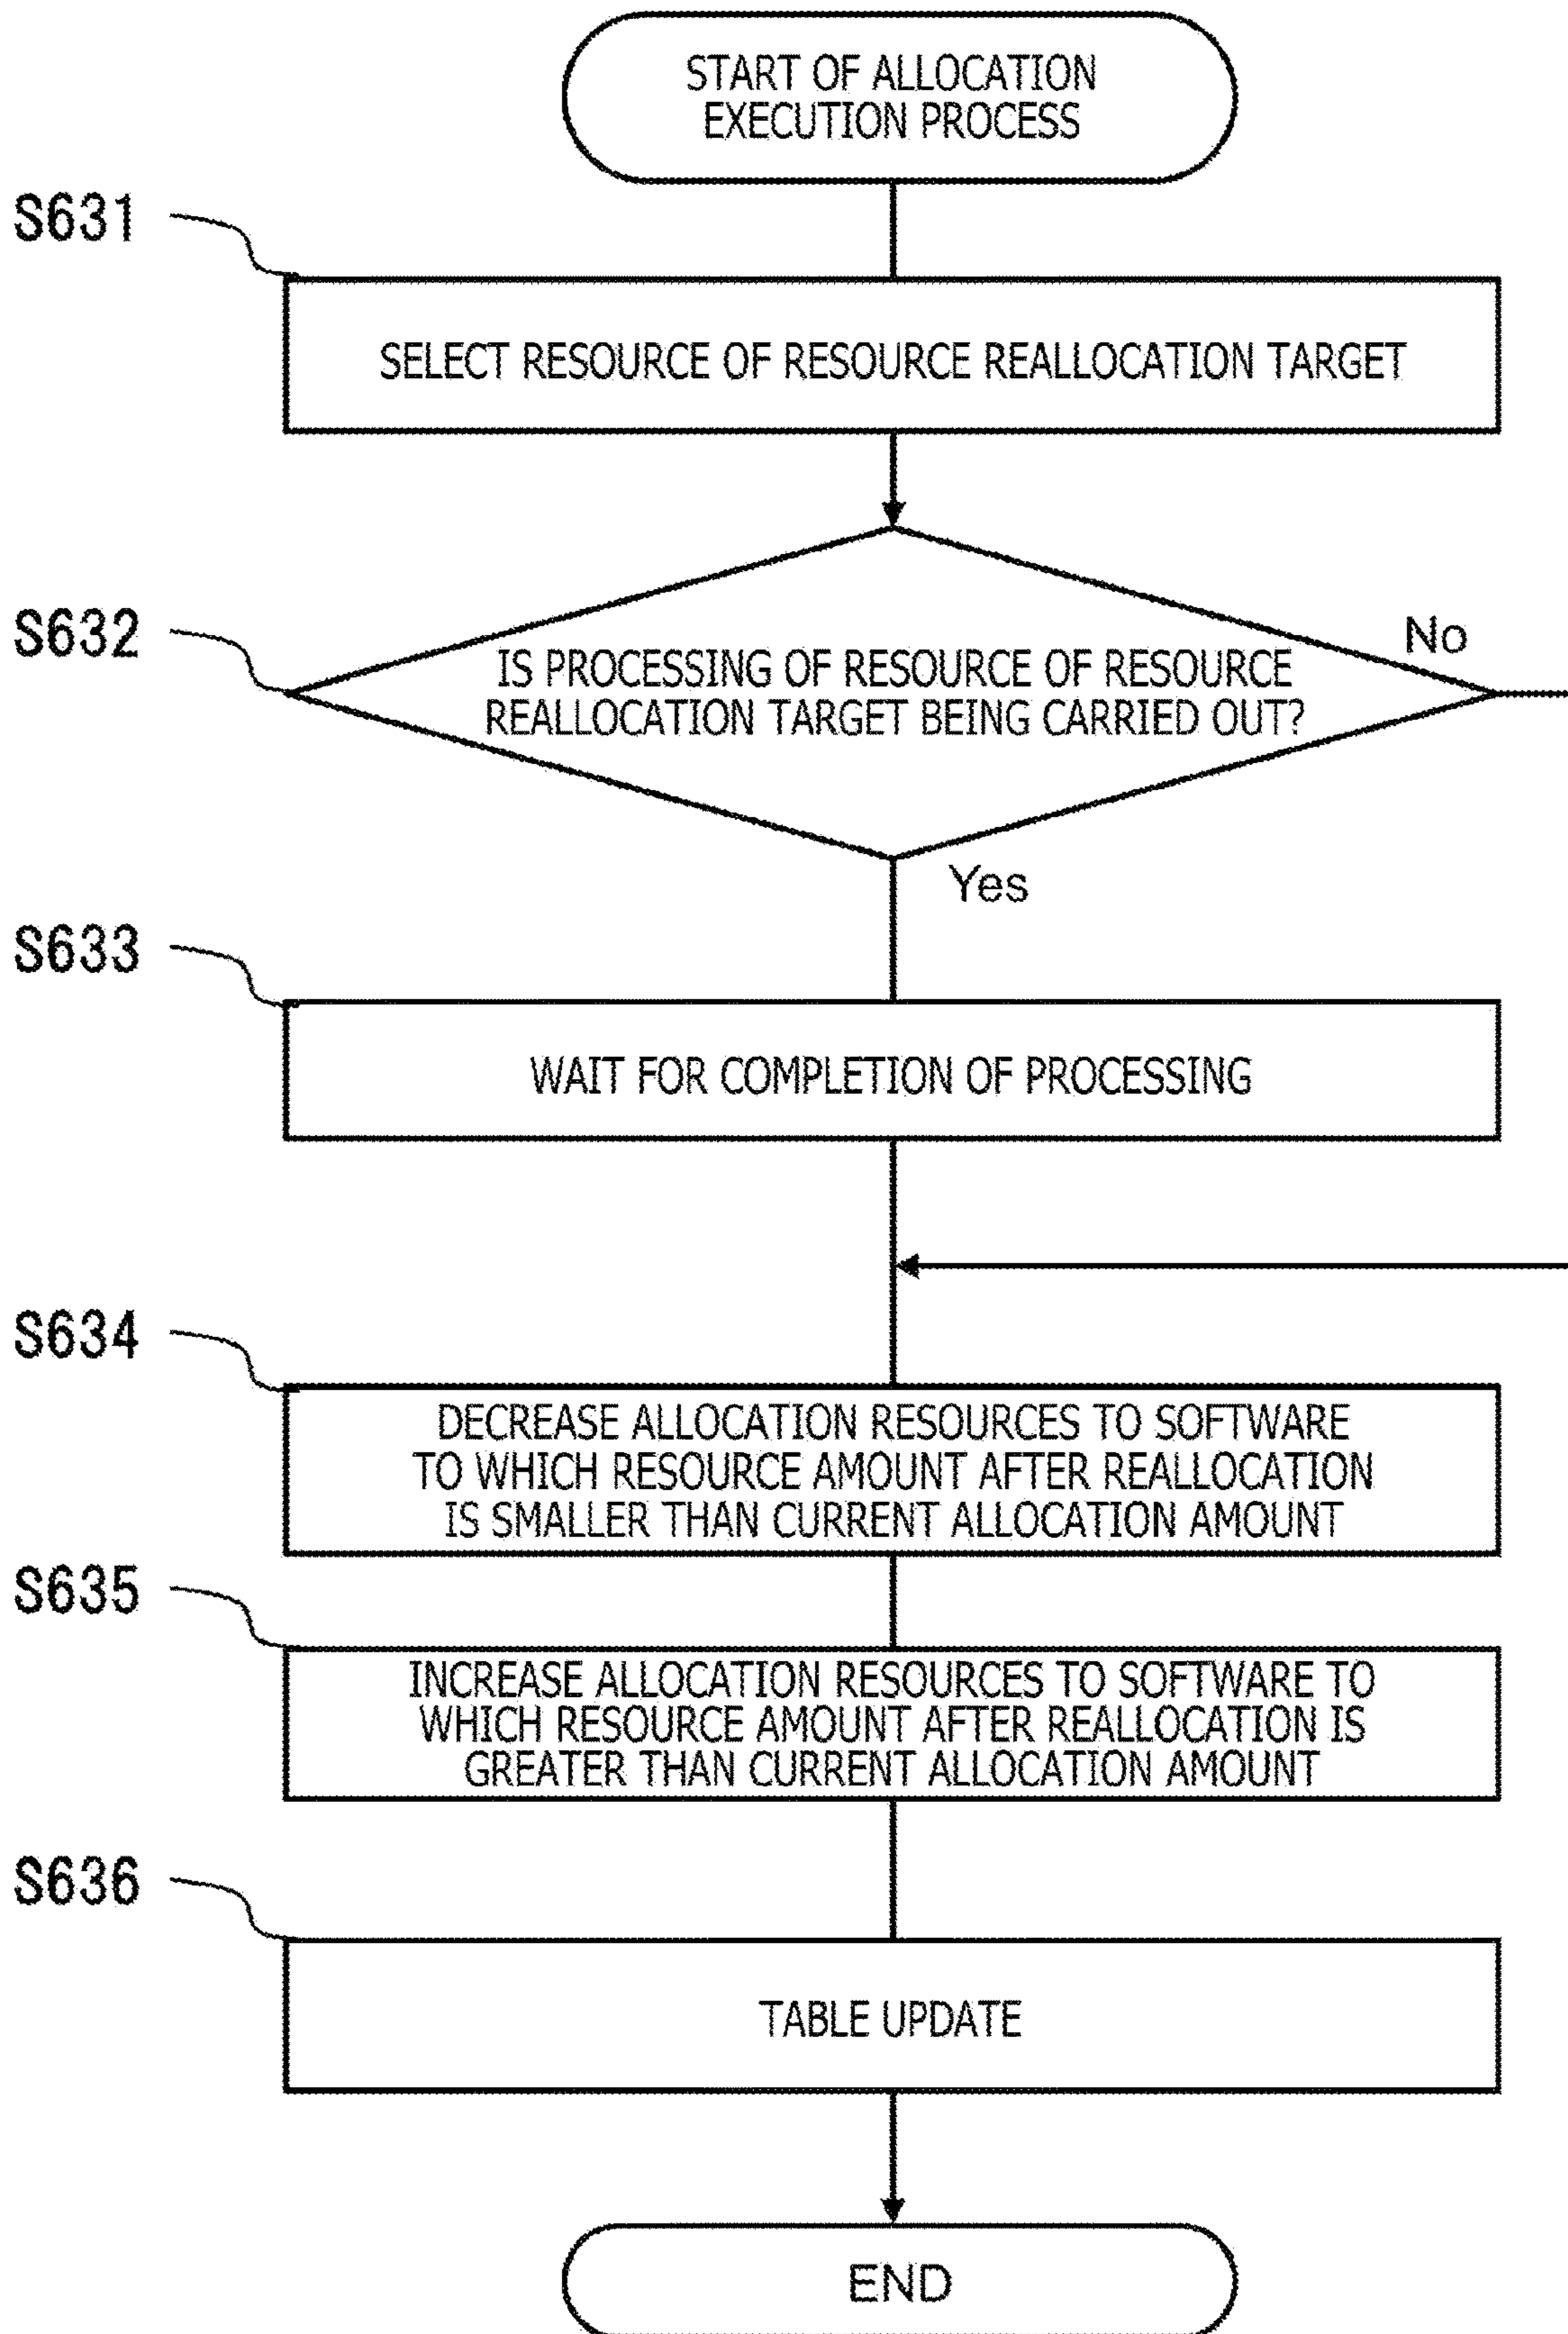 START OF ALLOCATION
EXECUTION PROCESS
S631
SELECT RESOURCE OF RESOURCE REALLOCATION TARGET
S632
No
IS PROCESSING OF RESOURCE OF RESOURCE
REALLOCATION TARGET BEING CARRIED OUT?
Yes
S633
WAIT FOR COMPLETION OF PROCESSING
S634
DECREASE ALLOCATION RESOURCES TO SOFTWARE
TO WHICH RESOURCE AMOUNT AFTER REALLOCATION
IS SMALLER THAN CURRENT ALLOCATION AMOUNT
S635
INCREASE ALLOCATION RESOURCES TO SOFTWARE TO
WHICH RESOURCE AMOUNT AFTER REALLOCATION IS
GREATER THAN CURRENT ALLOCATION AMOUNT
S636
TABLE UPDATE
END